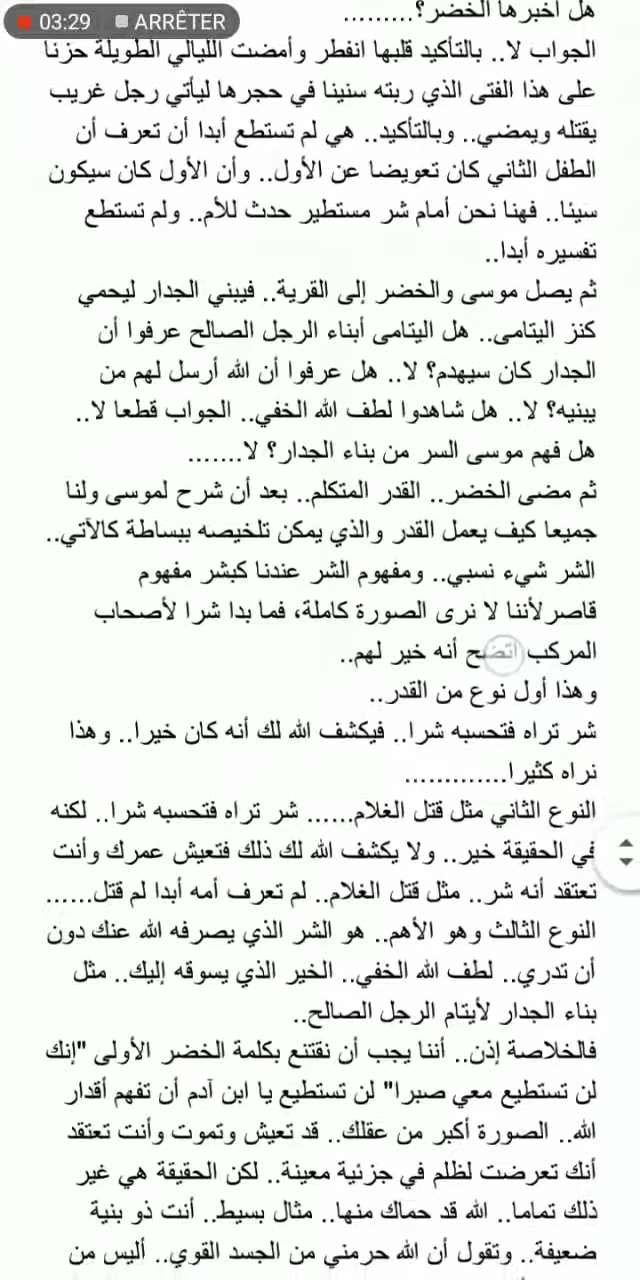 هل أخبرها الخضر؟.........
03:29 ARRÊTER
الجواب لا.. بالتأكيد قلبها انفطر وأمضت الليالي الطويلة حزنا
على هذا الفتى الذي ربته سنينا في حجرها ليأتي رجل غريب
يقتله ويمضي.. وبالتأكيد.. هي لم تستطع أبدا أن تعرف أن
الطفل الثاني كان تعويضا عن الأول.. وأن الأول كان سيكون
سيئا.. فهنا نحن أمام شر مستطير حدث للأم.. ولم تستطع
تفسيره أبدا..
ثم يصل موسى والخضر إلى القرية.. فيبني الجدار ليحمي
كنز اليتامى.. هل اليتامى أبناء الرجل الصالح عرفوا أن
الجدار كان سيهدم؟ لا.. هل عرفوا أن الله أرسل لهم من
يبنيه؟ لا.. هل شاهدوا لطف الله الخفي.. الجواب قطعا لا..
هل فهم موسى السر من بناء الجدار؟ لا.......
ثم مضى الخضر.. القدر المتكلم.. بعد أن شرح لموسى ولنا
جميعا كيف يعمل القدر والذي يمكن تلخيصه ببساطة كالآتي..
الشر شيء نسبي.. ومفهوم الشر عندنا كبشر مفهوم
قاصرلأننا لا نرى الصورة كاملة، فما بدا شرا لأصحاب
المركب اتضح أنه خير لهم..
وهذا أول نوع من القدر..
شر تراه فتحسبه شرا.. فيكشف الله لك أنه كان خيرا.. وهذا
نراه كثيرا.............
النوع الثاني مثل قتل الغلام...... شر تراه فتحسبه شرا.. لكنه
في الحقيقة خير.. ولا يكشف الله لك ذلك فتعيش عمرك وأنت
تعتقد أنه شر.. مثل قتل الغلام.. لم تعرف أمه أبدا لم قتل......
النوع الثالث وهو الأهم.. هو الشر الذي يصرفه الله عنك دون
أن تدري.. لطف الله الخفي.. الخير الذي يسوقه إليك.. مثل
بناء الجدار لأيتام الرجل الصالح..
فالخلاصة إذن.. أننا يجب أن نقتنع بكلمة الخضر الأولى "إنك
لن تستطيع معي صبرا" لن تستطيع يا ابن آدم أن تفهم أقدار
الله.. الصورة أكبر من عقلك.. قد تعيش وتموت وأنت تعتقد
أنك تعرضت لظلم في جزئية معينة.. لكن الحقيقة هي غير
ذلك تماما.. الله قد حماك منها.. مثال بسيط.. أنت ذو بنية
ضعيفة.. وتقول أن الله حرمني من الجسد القوي.. أليس من